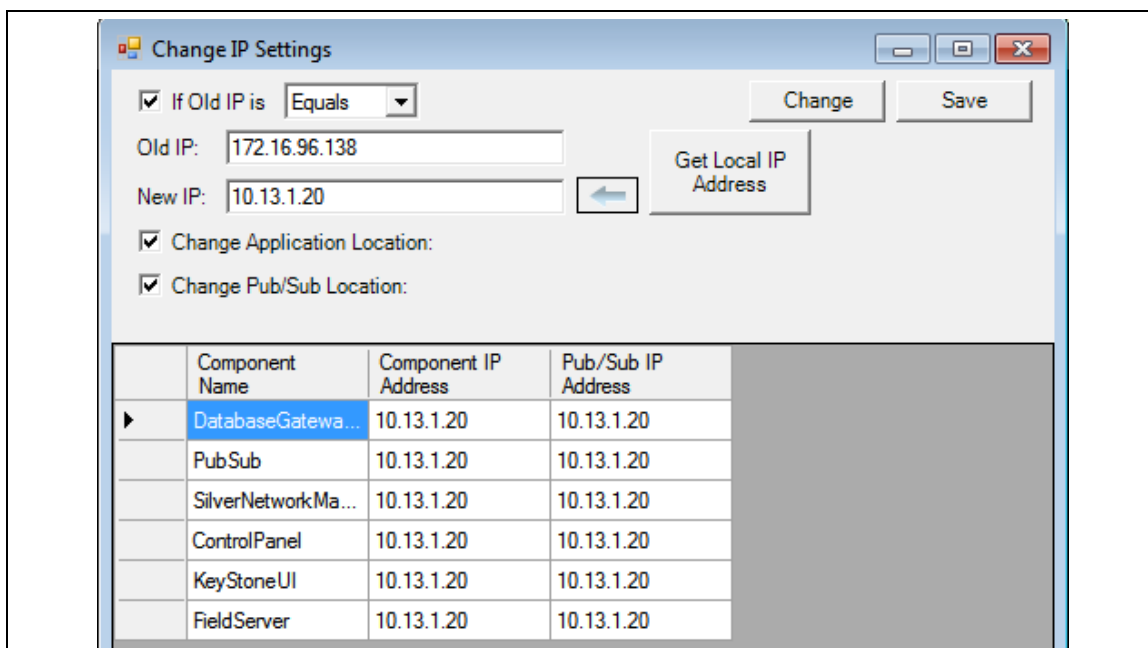 Change IP Settings
If Old IP is Equals Change Save
Old IP: 172.16.96.138
Get Local IP
Address
New IP: 10.13.1.20
Change Application Location:
Change Pub/Sub Location:
Component Name Component IP Address Pub/Sub IP Address
DatabaseGatewa... 10.13.1.20 10.13.1.20
PubSub 10.13.1.20 10.13.1.20
SilverNetworkMa... 10.13.1.20 10.13.1.20
ControlPanel 10.13.1.20 10.13.1.20
KeyStoneUI 10.13.1.20 10.13.1.20
FieldServer 10.13.1.20 10.13.1.20